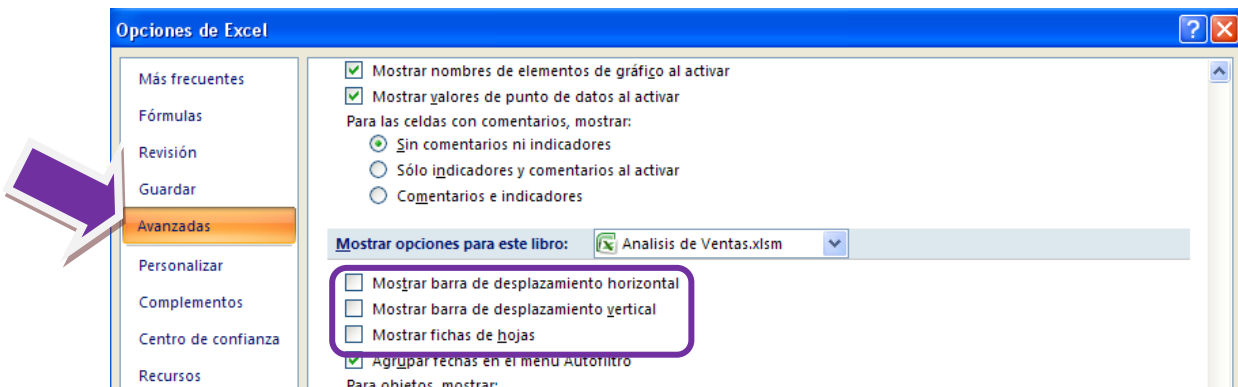 Opciones de Excel
Más frecuentes
Fórmulas
Revisión
Guardar
Avanzadas
Personalizar
Complementos
Centro de confianza
Recursos
Mostrar nombres de elementos de gráfico al activar
Mostrar valores de punto de datos al activar
Para las celdas con comentarios, mostrar:
Sin comentarios ni indicadores
Sólo indicadores y comentarios al activar
Comentarios e indicadores
Mostrar opciones para este libro: Analisis de Ventas.xlsm
Mostrar barra de desplazamiento horizontal
Mostrar barra de desplazamiento vertical
Mostrar fichas de hojas
Agrupar fechas en el menú Autofiltro
Para objetos, mostrar: